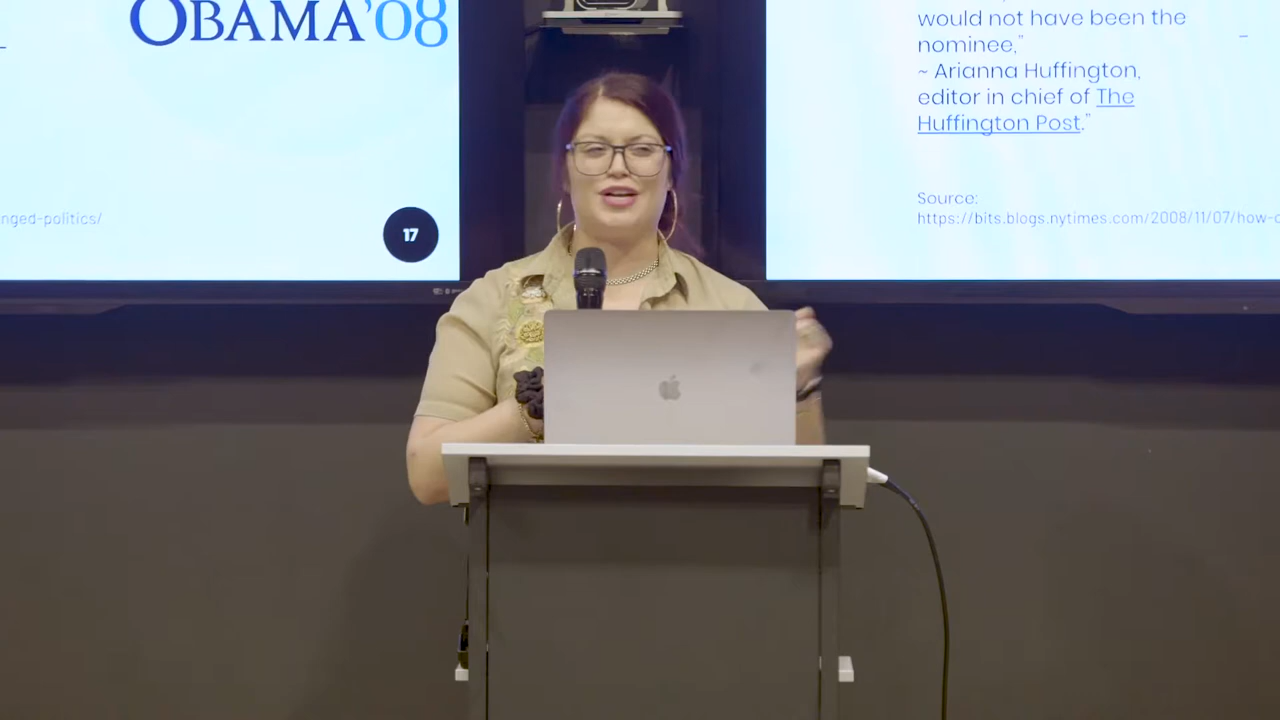 OBAMA'08
nged-politics/
17
would not have been the
nominee,”
~ Arianna Huffington,
editor in chief of The
Huffington Post.”
Source:
https://bits.blogs.nytimes.com/2008/11/07/how-o